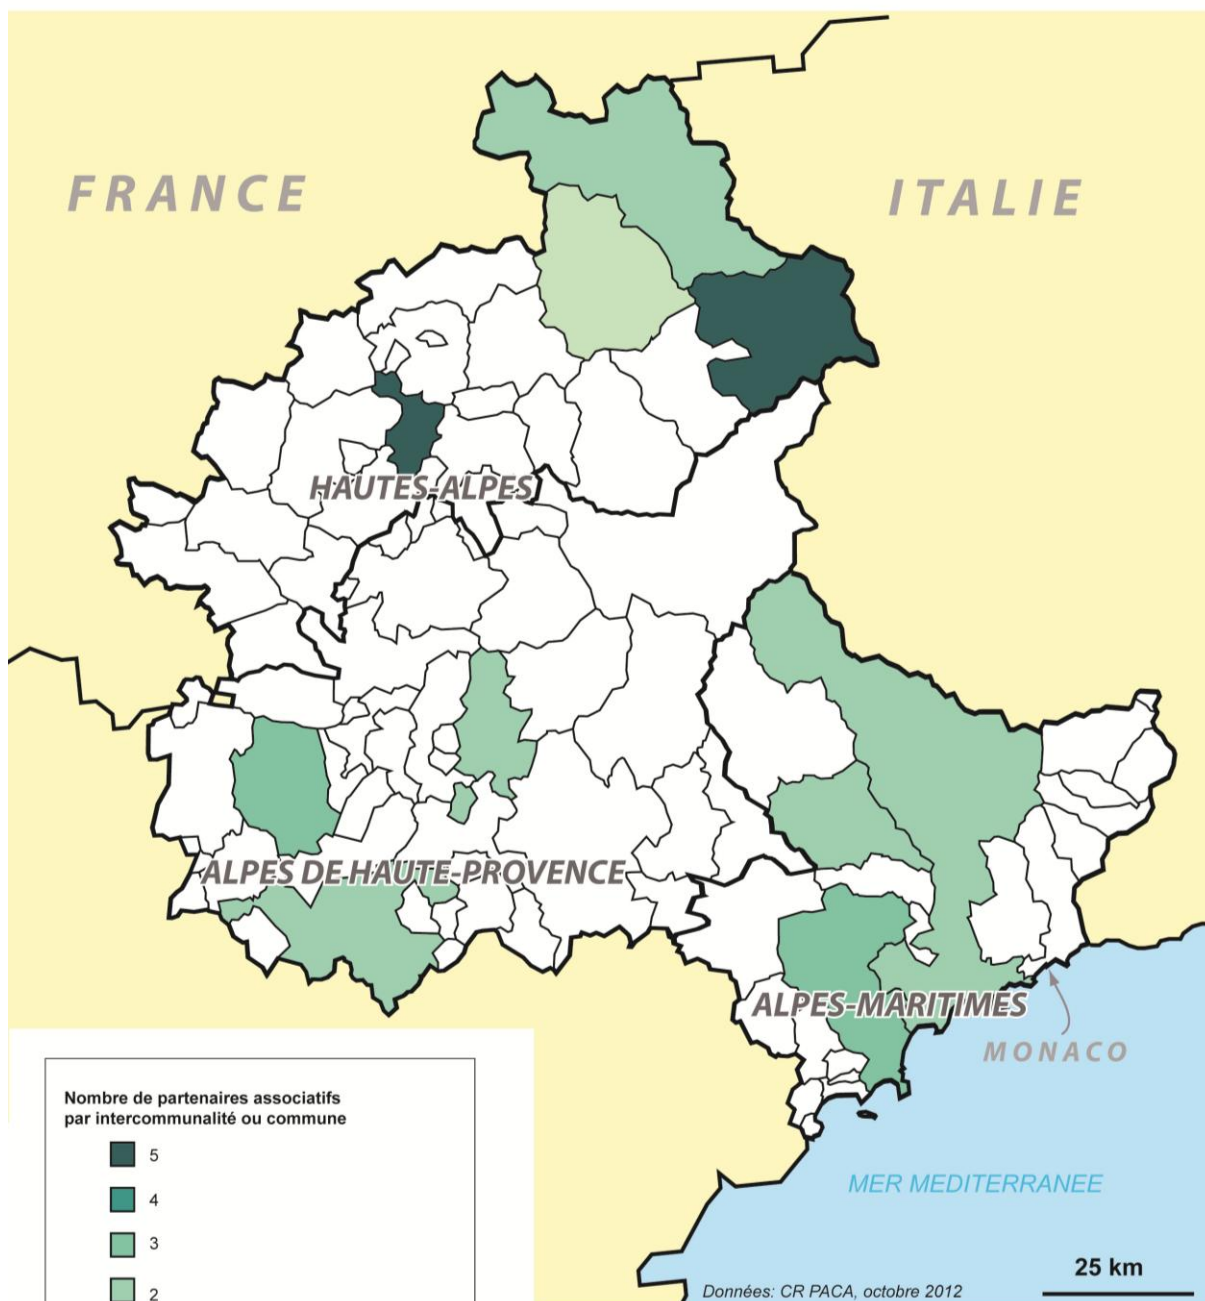 FRANCE
ITALIE
HAUTES-ALPES
ALPES DE HAUTE-PROVENCE
ALPES-MARITIMES
MONACO
Nombre de partenaires associatifs
par intercommunalité ou commune
5
4
3
2
MER MEDITERRANEE
25 km
Données: CR PACA, octobre 2012